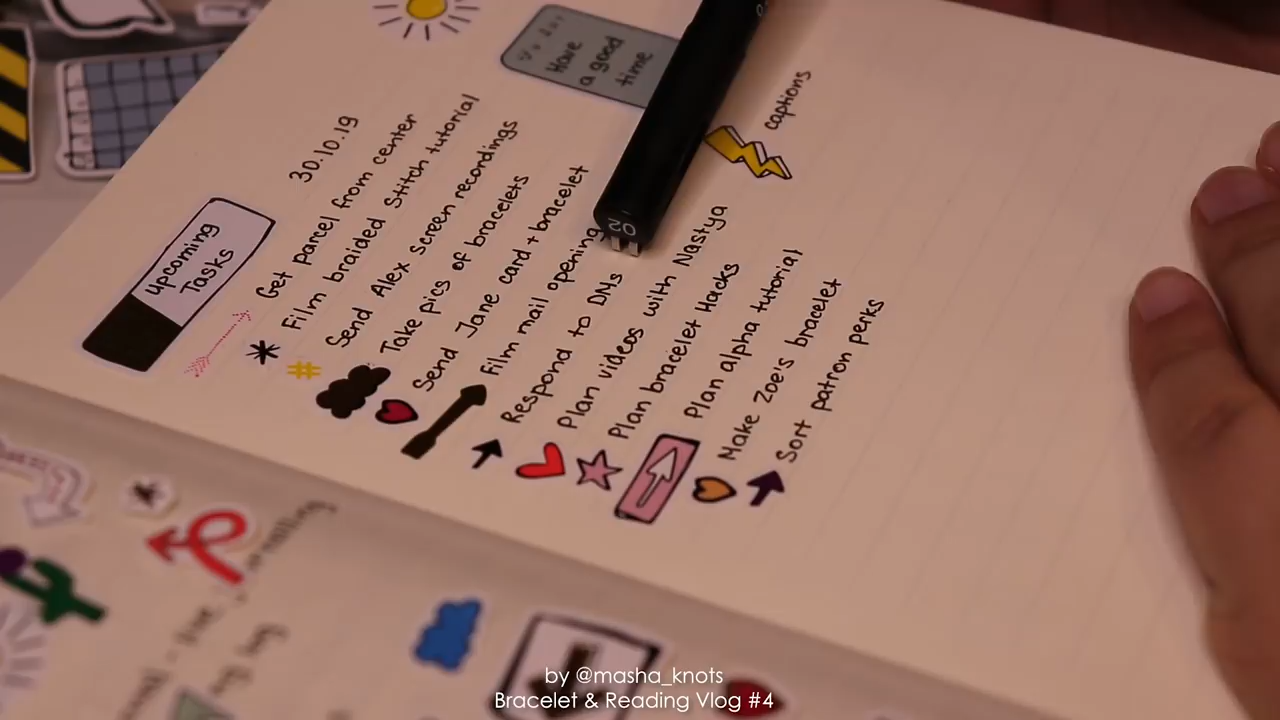 Have
a good
time
30.10.19
Upcoming
Tasks
Get parcel from center
Film braided Stitch tutorial
Send Alex screen recordings
Take pics of bracelets
Send Jane card + bracelet
Film mail opening
Respond to DMs
Plan videos with Nastya
Plan bracelet Hacks
Plan alpha tutorial
Make Zoe's bracelet
Sort patron perks
captions
20
by @masha_knots
Bracelet & Reading Vlog #4